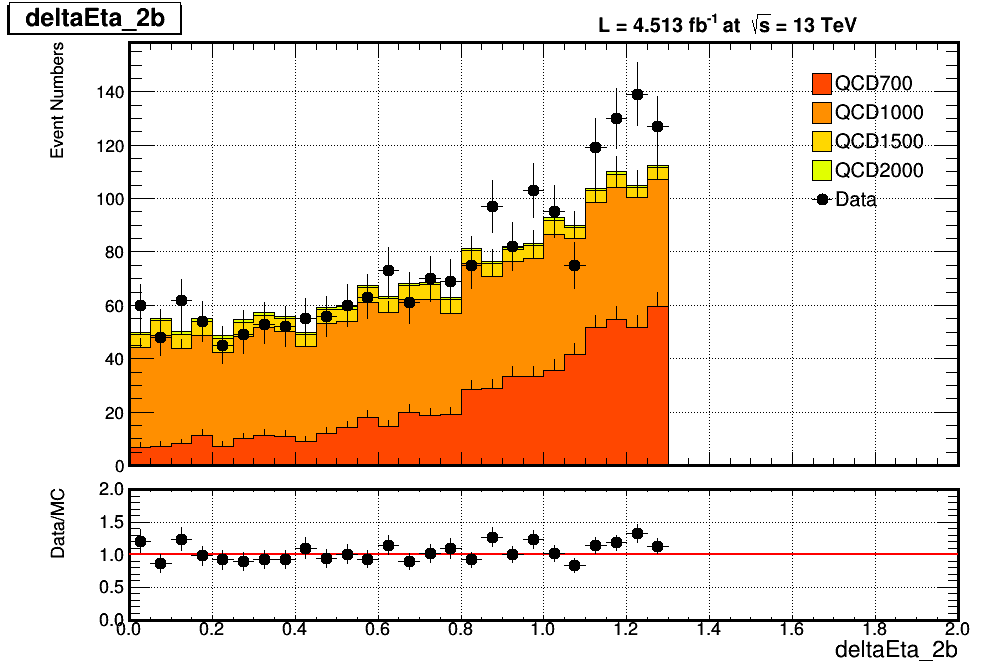 deltaEta_2b
L = 4.513 fb⁻¹ at √s = 13 TeV
Event Numbers
140
120
100
80
60
40
20
0
QCD700
QCD1000
QCD1500
QCD2000
Data
Data/MC
2.0
1.5
1.0
0.5
0.0
0.0 0.2 0.4 0.6 0.8 1.0 1.2 1.4 1.6 1.8 2.0
deltaEta_2b